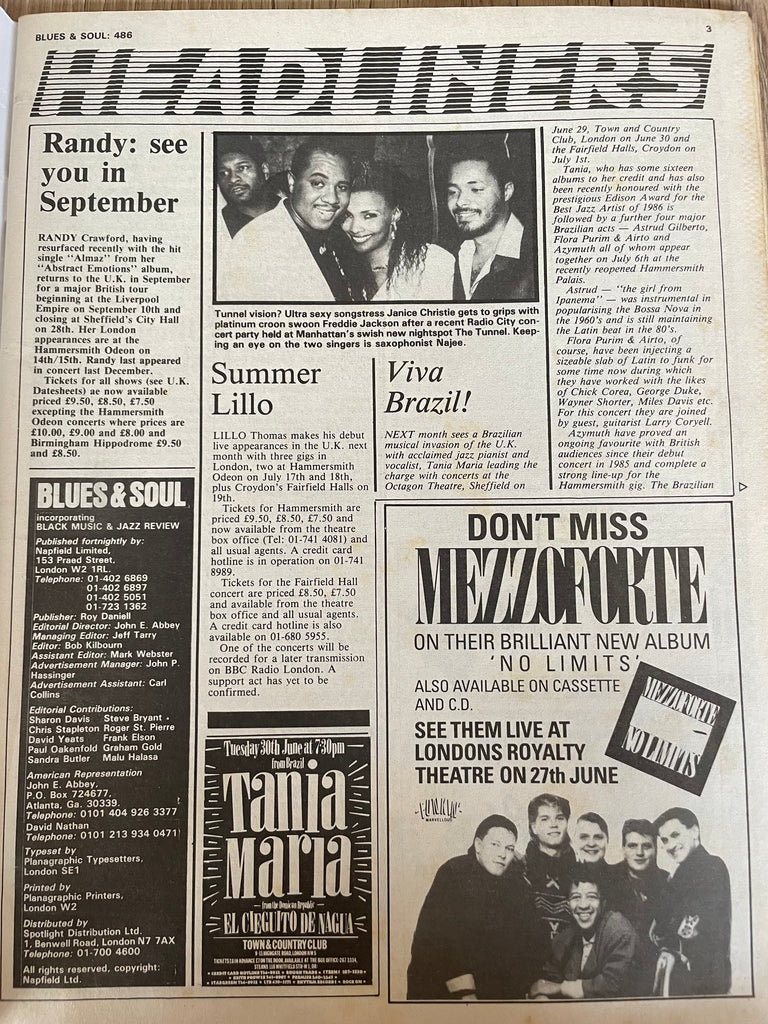 BLUES & SOUL: 486
3
HEADLINERS
Randy: see
you in
September
RANDY Crawford, having
resurfaced recently with the hit
single "Almaz" from her
"Abstract Emotions" album,
returns to the U.K. in September
for a major British tour
beginning at the Liverpool
Empire on September 10th and
closing at Sheffield's City Hall
on 28th. Her London
appearances are at the
Hammersmith Odeon on
14th/15th. Randy last appeared
in concert last December.
Tickets for all shows (see U.K.
Datesheets) ae now available
priced £9.50, £8.50, £7.50
excepting the Hammersmith
Odeon concerts where prices are
£10.00, £9.00 and £8.00 and
Birmingham Hippodrome £9.50
and £8.50.
BLUES & SOUL
incorporating
BLACK MUSIC & JAZZ REVIEW
Published fortnightly by:
Napfield Limited,
153 Praed Street,
London W2 1RL.
Telephone: 01-402 6869
01-402 6897
01-402 5051
01-723 1362
Publisher: Roy Daniell
Editorial Director: John E. Abbey
Managing Editor: Jeff Tarry
Editor: Bob Kilbourn
Assistant Editor: Mark Webster
Advertisement Manager: John P.
Hassinger
Advertisement Assistant: Carl
Collins
Editorial Contributions:
Sharon Davis Steve Bryant
Chris Stapleton Roger St. Pierre
David Yeats Frank Elson
Paul Oakenfold Graham Gold
Sandra Butler Malu Halasa
American Representation
John E. Abbey.
P.O. Box 724677,
Atlanta, Ga. 30339.
Telephone: 0101 404 926 3377
David Nathan
Telephone: 0101 213 934 0471
Typeset by
Planagraphic Typesetters,
London SE1
Printed by
Planagraphic Printers,
London W2
Distributed by
Spotlight Distribution Ltd.
1, Benwell Road, London N7 7AX
Telephone: 01-700 4600
All rights reserved, copyright:
Napfield Ltd.
Tunnel vision? Ultra sexy songstress Janice Christie gets to grips with
platinum croon swoon Freddie Jackson after a recent Radio City con-
cert party held at Manhattan's swish new nightspot The Tunnel. Keep-
ing an eye on the two singers is saxophonist Najee.
Summer
Lillo
LILLO Thomas makes his debut
live appearances in the U.K. next
month with three gigs in
London, two at Hammersmith
Odeon on July 17th and 18th,
plus Croydon's Fairfield Halls on
19th.
Tickets for Hammersmith are
priced £9.50, £8.50, £7.50 and
now available from the theatre
box office (Tel: 01-741 4081) and
all usual agents. A credit card
hotline is in operation on 01-741
8989.
Tickets for the Fairfield Hall
concert are priced £8.50, £7.50
and available from the theatre
box office and all usual agents.
A credit card hotline is also
available on 01-680 5955.
One of the concerts will be
recorded for a later transmission
on BBC Radio London. A
support act has yet to be
confirmed.
Tuesday 30th June at 7:30pm
from Brazil
Tania
Maria
from the Dominican Republic
EL CIEGUITO DE NAGUA
TOWN & COUNTRY CLUB
Viva
Brazil!
NEXT month sees a Brazilian
musical invasion of the U.K.
with acclaimed jazz pianist and
vocalist, Tania Maria leading the
charge with concerts at the
Octagon Theatre, Sheffield on
June 29, Town and Country
Club, London on June 30 and
the Fairfield Halls, Croydon on
July 1st.
Tania, who has some sixteen
albums to her credit and has also
been recently honoured with the
prestigious Edison Award for the
Best Jazz Artist of 1986 is
followed by a further four major
Brazilian acts — Astrud Gilberto,
Flora Purim & Airto and
Azymuth all of whom appear
together on July 6th at the
recently reopened Hammersmith
Palais.
Astrud — "the girl from
Ipanema" — was instrumental in
popularising the Bossa Nova in
the 1960's and is still maintaining
the Latin beat in the 80's.
Flora Purim & Airto, of
course, have been injecting a
sizeable slab of Latin to funk for
some time now during which
they have worked with the likes
of Chick Corea, George Duke,
Wayner Shorter, Miles Davis etc.
For this concert they are joined
by guest, guitarist Larry Coryell.
Azymuth have proved an
ongoing favourite with British
audiences since their debut
concert in 1985 and complete a
strong line-up for the
Hammersmith gig. The Brazilian
DON'T MISS
MEZZOFORTE
ON THEIR BRILLIANT NEW ALBUM
'NO LIMITS'
ALSO AVAILABLE ON CASSETTE
AND C.D.
SEE THEM LIVE AT
LONDONS ROYALTY
THEATRE ON 27th JUNE
MEZZOFORTE
NO LIMITS
MARVELLOUS